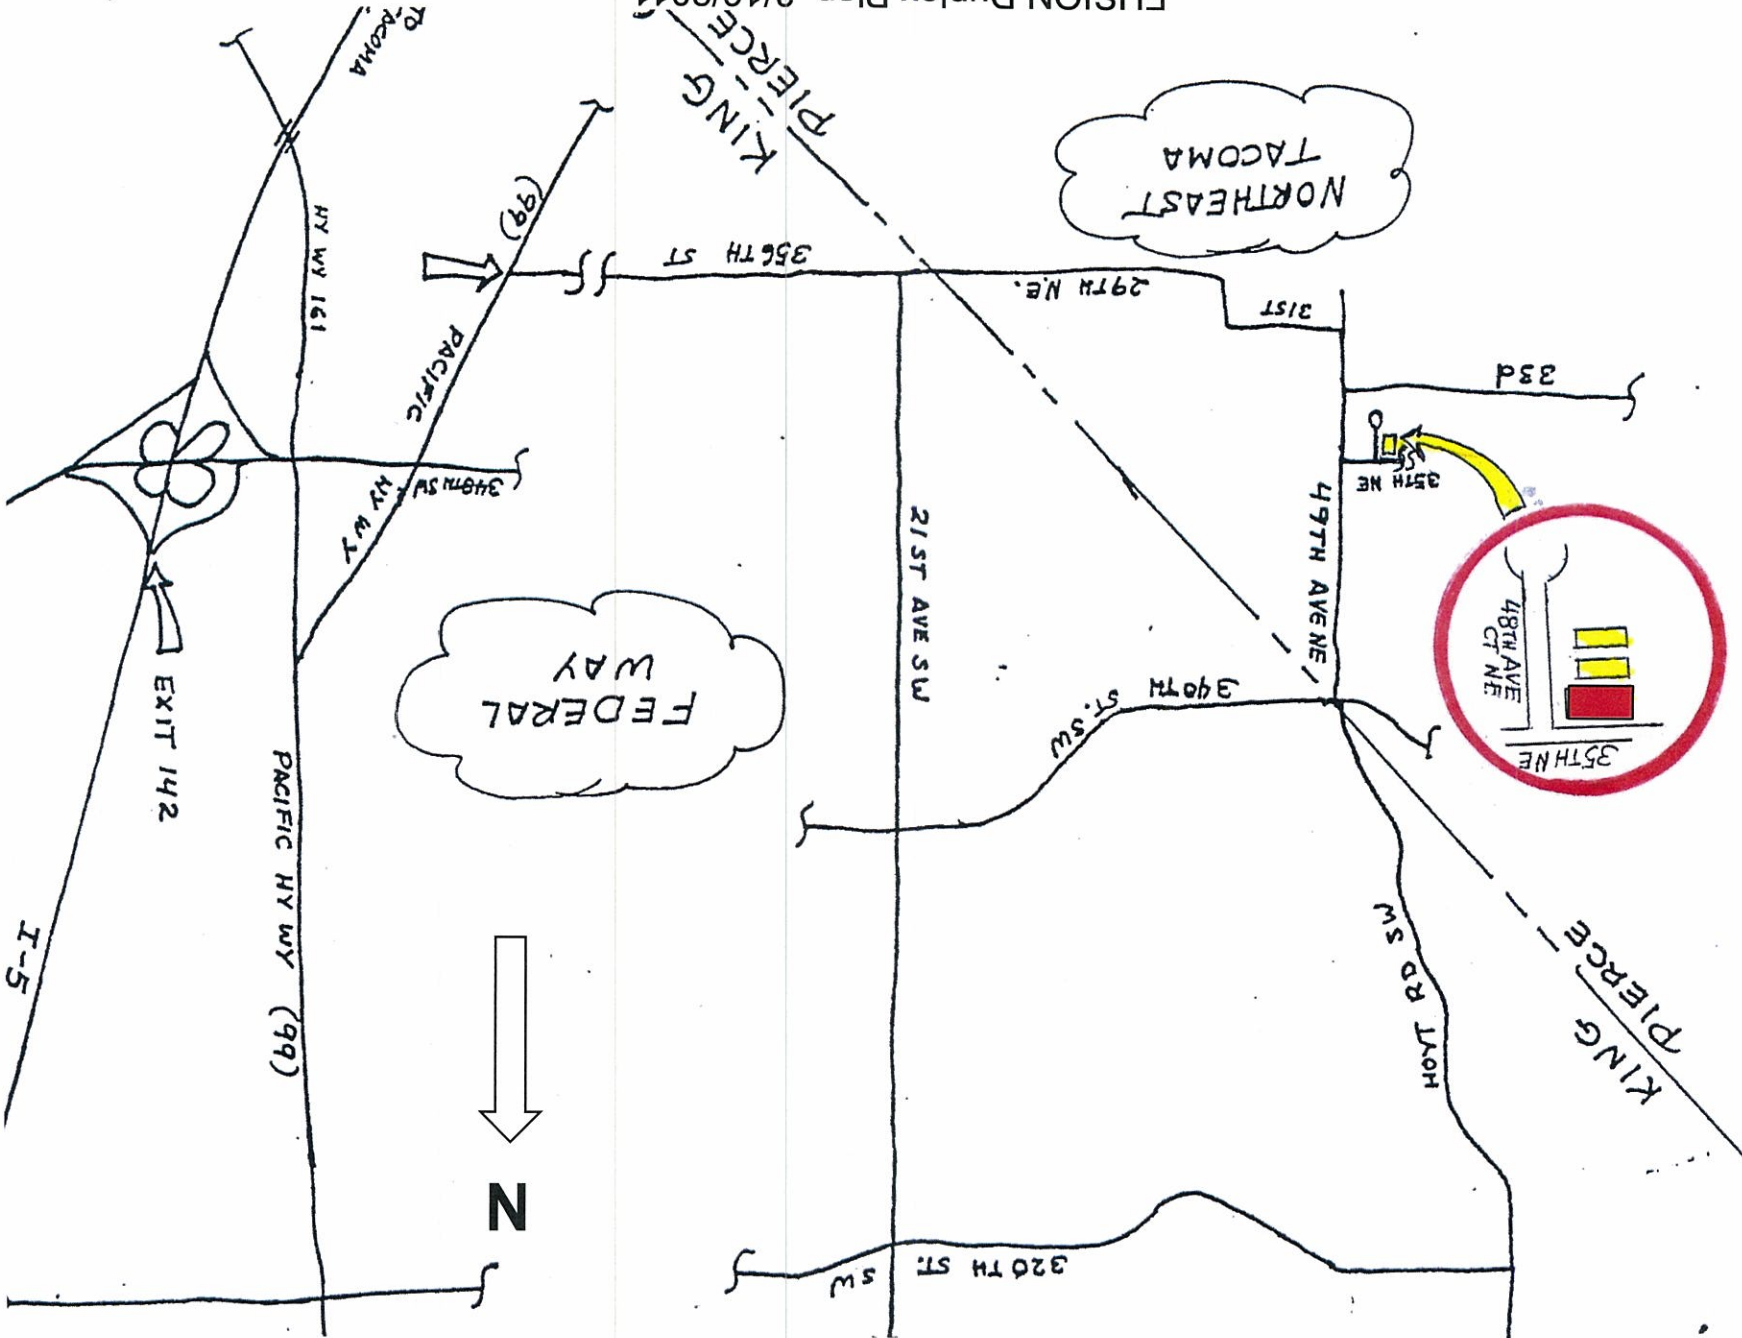 TO
TACOMA
KING
PIERCE
NORTHEAST
TACOMA
HY WY 161
(99)
356TH ST
29TH N.E.
31ST
33d
PACIFIC
HY WY
348TH SW
35TH NE
49TH AVE NE
21 ST AVE SW
48TH AVE
CT N.E.
35TH NE
FEDERAL
WAY
340TH
ST. SW
EXIT 142
PACIFIC HY WY (99)
I-5
HOYT RD SW
KING
PIERCE
N
320TH ST.
SW